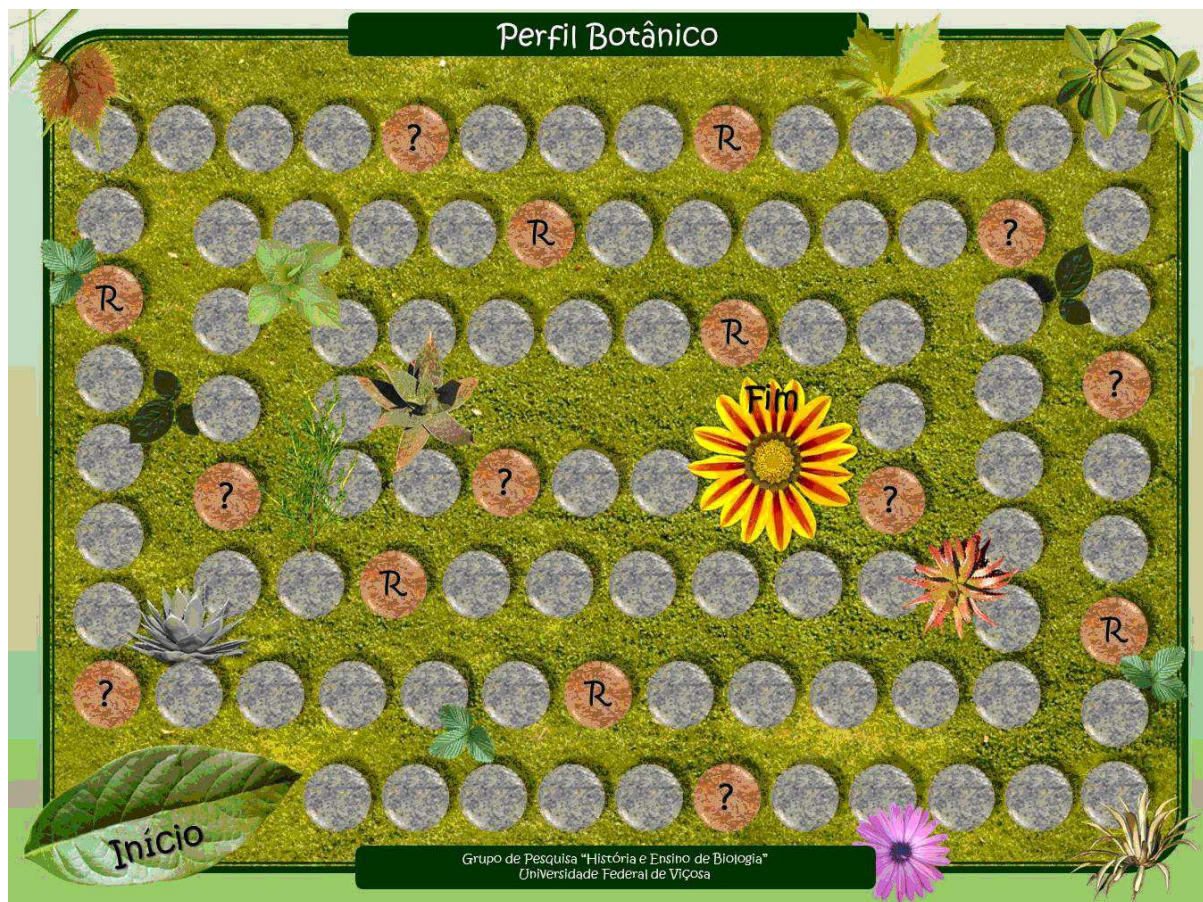 Perfil Botânico
? R
R ?
R
R
?
Fim
?
?
?
R
R
? R
?
Início
Grupo de Pesquisa "História e Ensino de Biologia"
Universidade Federal de Viçosa